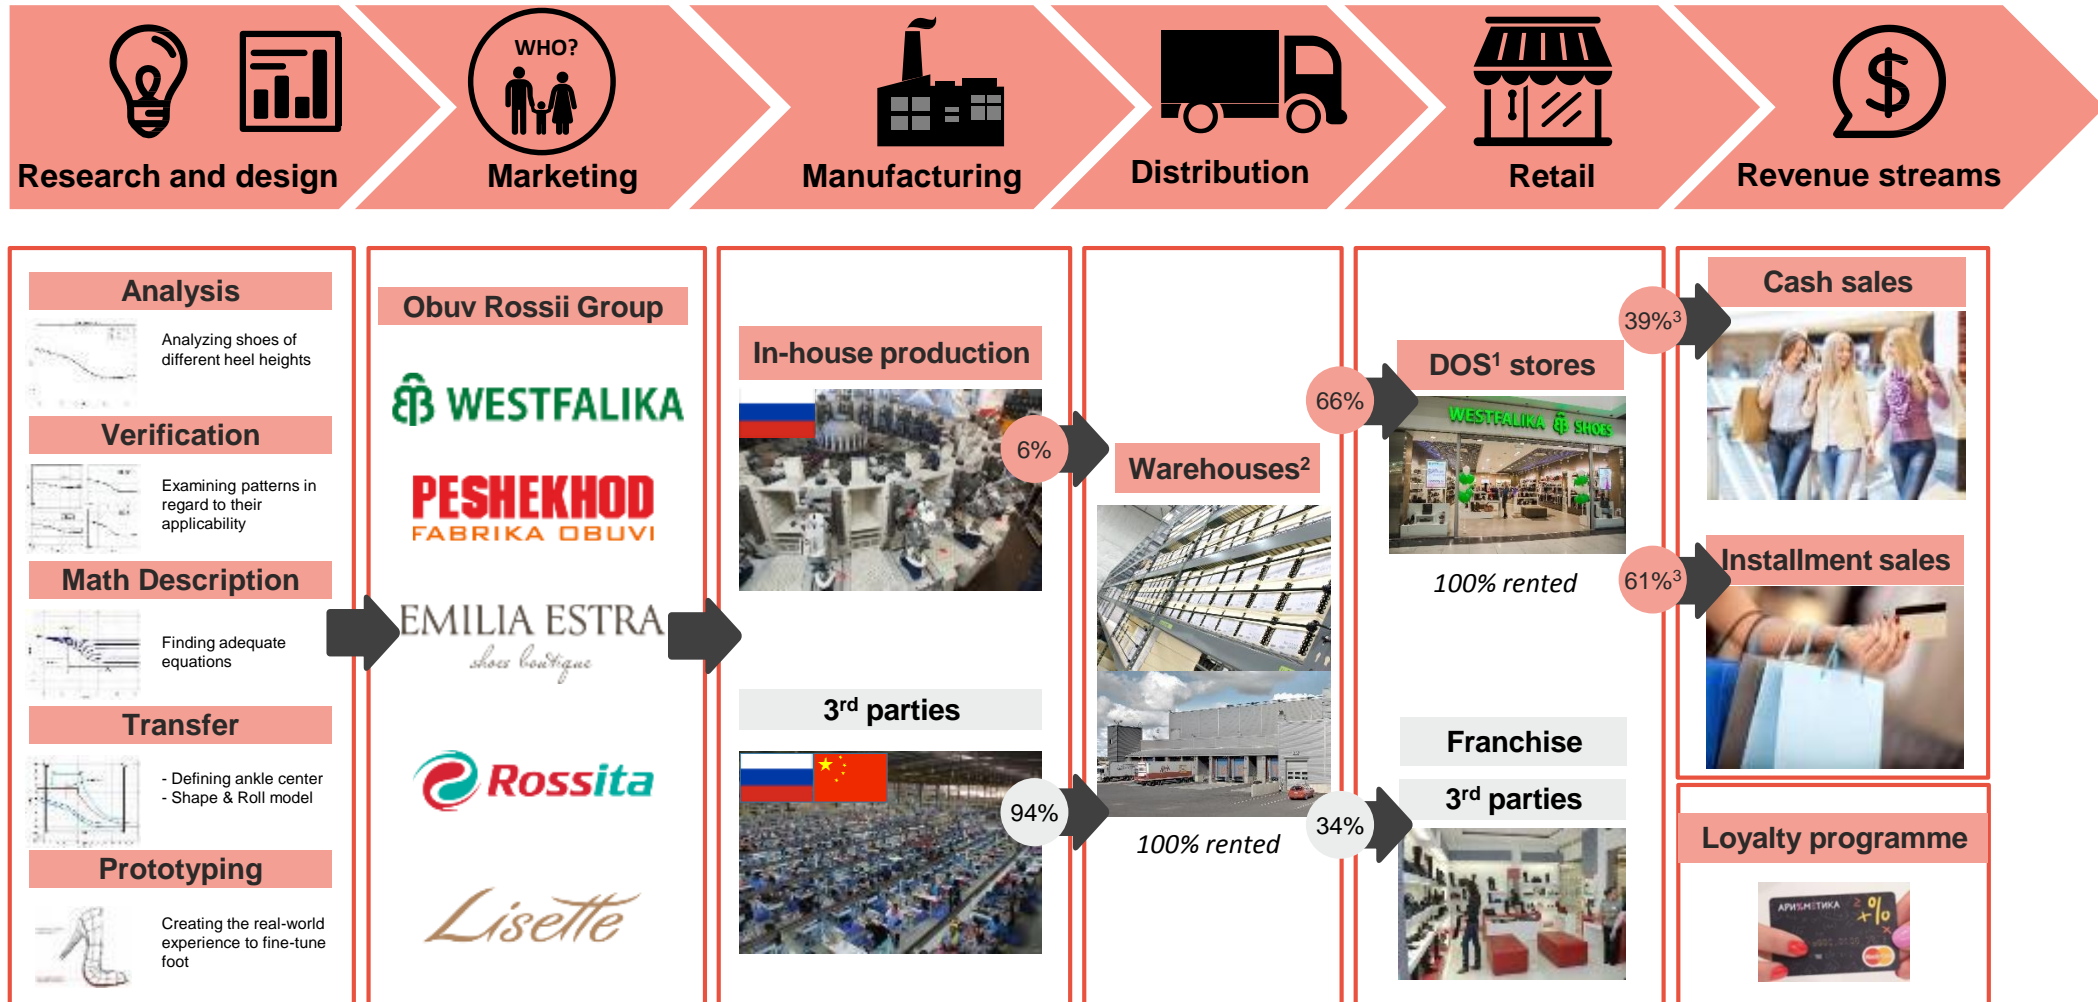 WHO?
Research and design
Marketing
Manufacturing
Distribution
Retail
Revenue streams
Analysis
Analyzing shoes of
different heel heights
Verification
Examining patterns in
regard to their
applicability
Math Description
Finding adequate
equations
Transfer
- Defining ankle center
- Shape & Roll model
Prototyping
Creating the real-world
experience to fine-tune
foot
Obuv Rossii Group
WESTFALIKA
PESHEKHOD
FABRIKA OBUVI
EMILIA ESTRA
shoes boutique
Rossita
Lisette
In-house production
6%
3rd parties
94%
Warehouses²
100% rented
66%
34%
DOS¹ stores
WESTFALIKA SHOES
100% rented
Franchise
3rd parties
39%³
61%³
Cash sales
Installment sales
Loyalty programme
АРИ%МЕТИКА